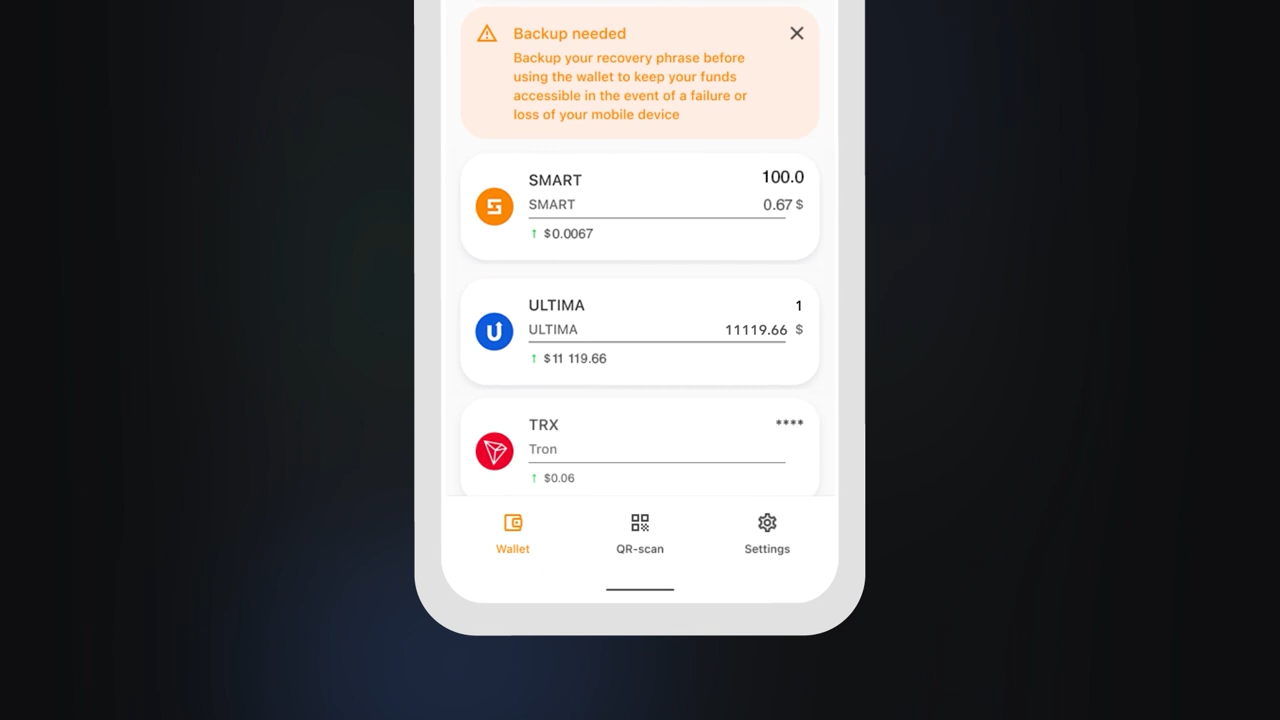 Backup needed
Backup your recovery phrase before
using the wallet to keep your funds
accessible in the event of a failure or
loss of your mobile device
SMART 100.0
SMART 0.67 $
↑ $0.0067
ULTIMA 1
ULTIMA 11119.66 $
↑ $11 119.66
TRX ****
Tron
↑ $0.06
Wallet QR-scan Settings